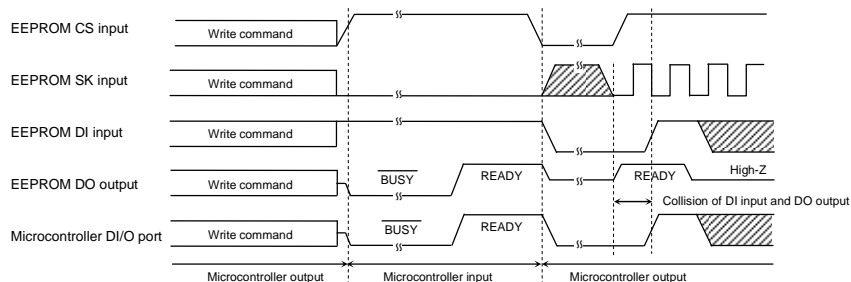 EEPROM CS input
Write command
EEPROM SK input
Write command
EEPROM DI input
Write command
EEPROM DO output
Write command
BUSY
READY
READY
High-Z
Collision of DI input and DO output
Microcontroller DI/O port
Write command
BUSY
READY
Microcontroller output
Microcontroller input
Microcontroller output